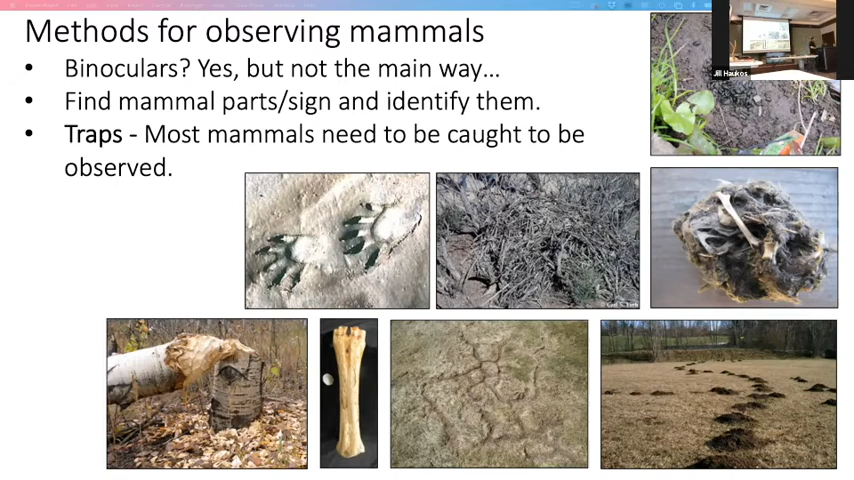 Methods for observing mammals
• Binoculars? Yes, but not the main way...
• Find mammal parts/sign and identify them.
• Traps - Most mammals need to be caught to be
observed.
Jill Haukos